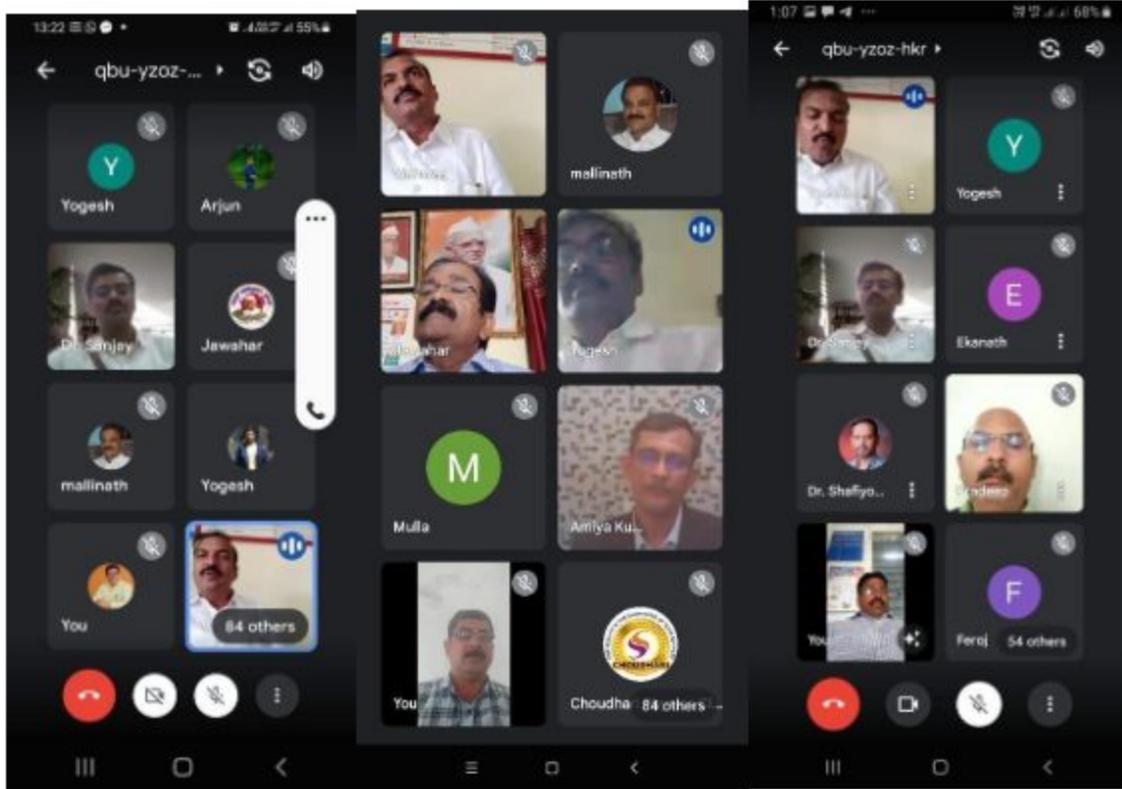 13:22
55%
qbu-yzoz-...
Y
Yogesh
Arjun
Dr. Sanjay
Jawahar
mallinath
Yogesh
You
84 others
mallinath
Jawahar
Yogesh
M
Mulla
Amiya Ku...
You
CHOUDHARI
Choudha
84 others
1:07
68%
qbu-yzoz-hkr
Y
Yogesh
Dr. Sanjay
E
Ekanath
Dr. Shafiyo...
Pradeep
You
F
Feroj
54 others